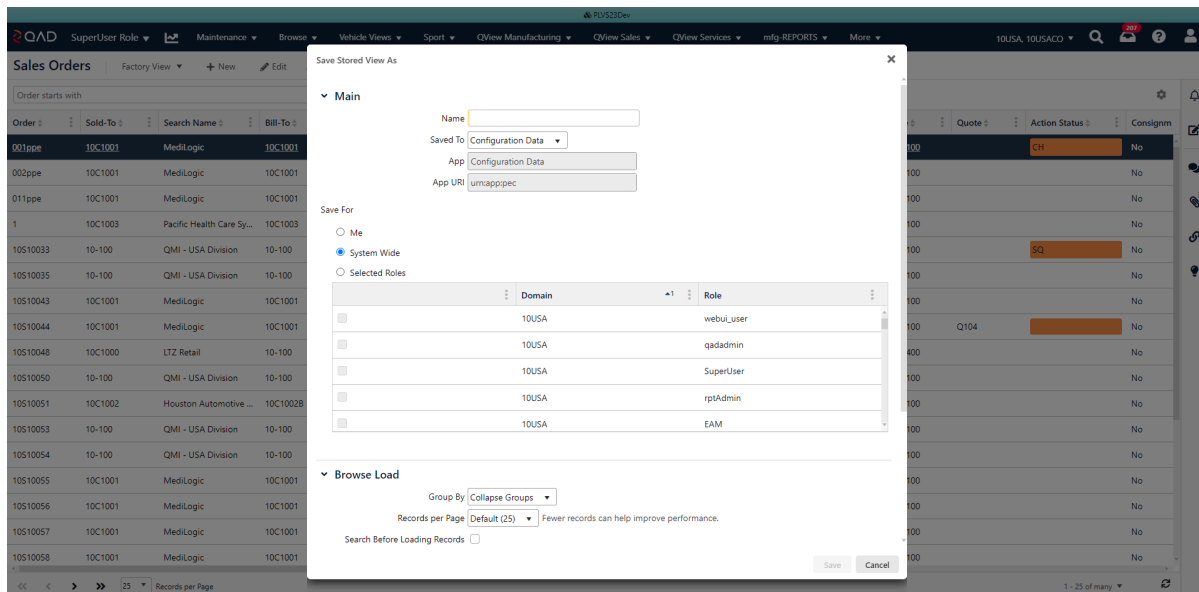 PLVS23Dev
QAD SuperUser Role Maintenance Browse Vehicle Views Sport QView Manufacturing QView Sales QView Services mfg-REPORTS More 10USA, 10USACO 207
Sales Orders Factory View + New Edit
Order starts with
Order Sold-To Search Name Bill-To Quote Action Status Consignm
001ppe 10C1001 MediLogic 10C1001 100 CH No
002ppe 10C1001 MediLogic 10C1001 100 No
011ppe 10C1001 MediLogic 10C1001 100 No
1 10C1003 Pacific Health Care Sy... 10C1003 100 No
10S10033 10-100 QMI - USA Division 10-100 100 SQ No
10S10035 10-100 QMI - USA Division 10-100 100 No
10S10043 10C1001 MediLogic 10C1001 100 No
10S10044 10C1001 MediLogic 10C1001 100 Q104 No
10S10048 10C1000 LTZ Retail 10-100 400 No
10S10050 10-100 QMI - USA Division 10-100 100 No
10S10051 10C1002 Houston Automotive ... 10C1002B 100 No
10S10053 10-100 QMI - USA Division 10-100 100 No
10S10054 10-100 QMI - USA Division 10-100 100 No
10S10055 10C1001 MediLogic 10C1001 100 No
10S10056 10C1001 MediLogic 10C1001 100 No
10S10057 10C1001 MediLogic 10C1001 100 No
10S10058 10C1001 MediLogic 10C1001 100 No
25 Records per Page 1 - 25 of many
Save Stored View As
Main
Name
Saved To Configuration Data
App Configuration Data
App URI urn:app:pec
Save For
Me
System Wide
Selected Roles
Domain 1 Role
10USA webui_user
10USA qadadmin
10USA SuperUser
10USA rptAdmin
10USA EAM
Browse Load
Group By Collapse Groups
Records per Page Default (25) Fewer records can help improve performance.
Search Before Loading Records
Save Cancel